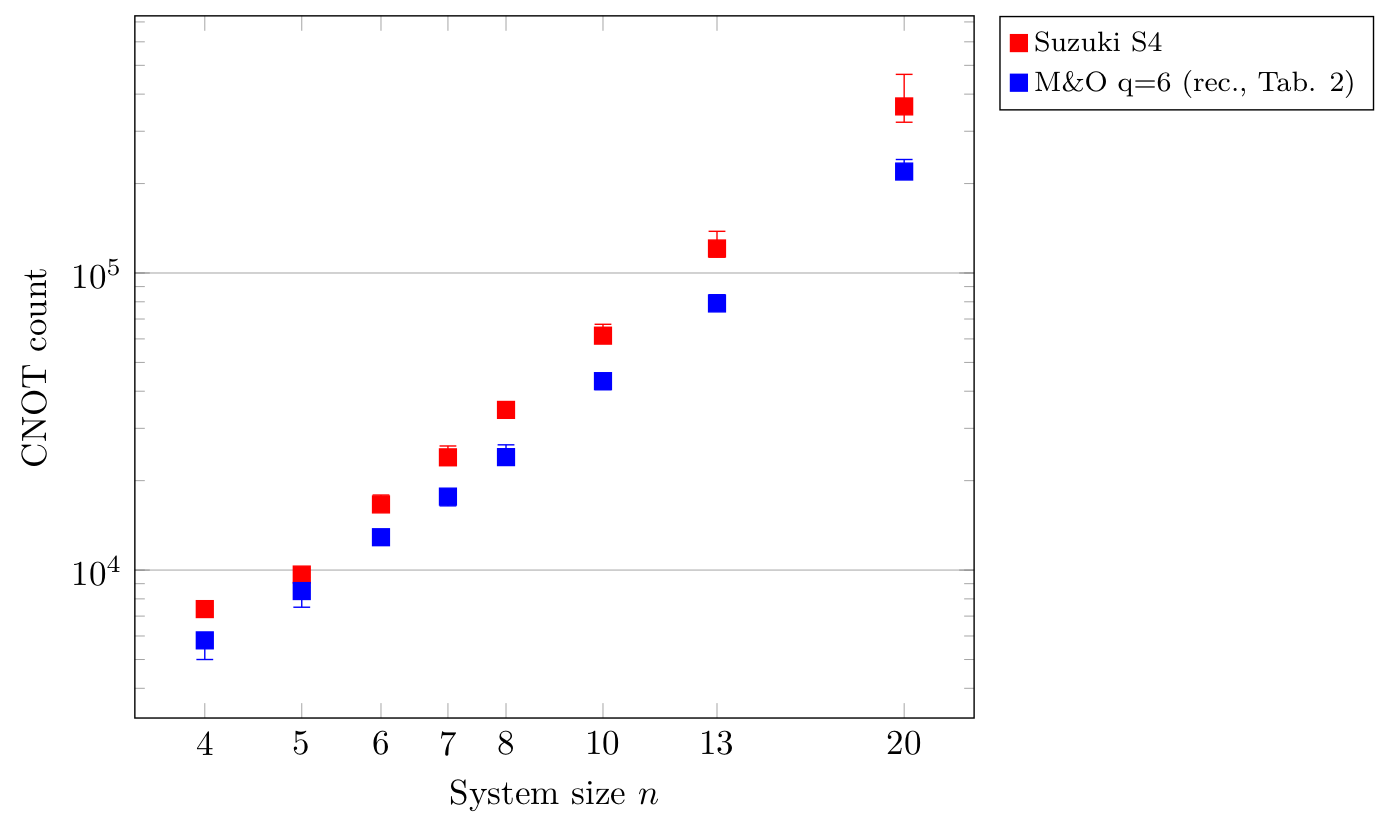 Suzuki S4
M&O q=6 (rec., Tab. 2)
CNOT count
10^5
10^4
4 5 6 7 8 10 13 20
System size n